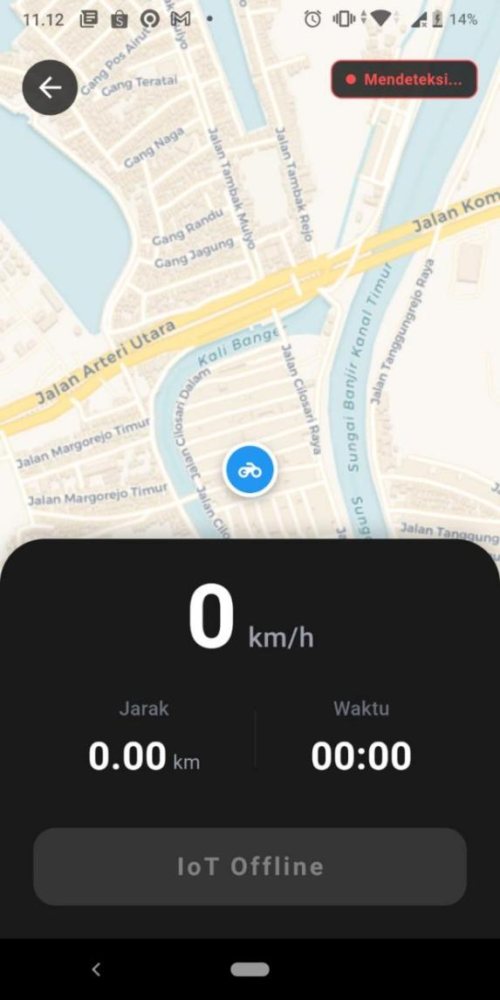 11.12
14%
Mendeteksi...
Gang Pos Airud
Gang Teratai
Mulyo
Gang Naga
Jalan Tambak Mulyo
Jalan Tambak Rejo
Gang Randu
Gang Jagung
Jalan Kom
Jalan Arteri Utara
Kali Banger
Sungai Banjir Kanal Timur
Jalan Tanggungrejo Raya
Jalan Cilosari Dalam
Jalan Cilosari Raya
Jalan Margorejo Timur
Jalan Margorejo Timur
Jalan Cilo
Sungai
Jalan Tanggung
0 km/h
Jarak
Waktu
0.00 km
00:00
IoT Offline